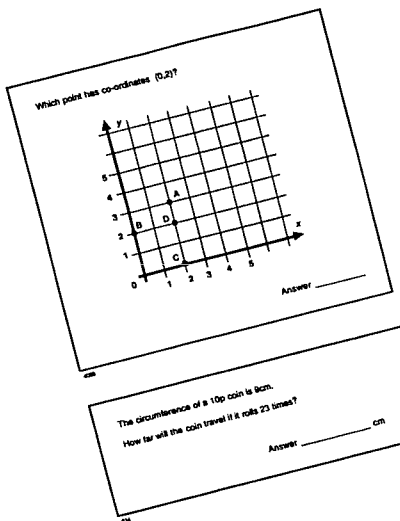 Which point has co-ordinates (0,2)?
y
5
4
3
2
1
0
A
B
D
C
x
1
2
3
4
5
Answer
The circumference of a 10p coin is 9cm.
How far will the coin travel if it rolls 23 times?
Answer
cm